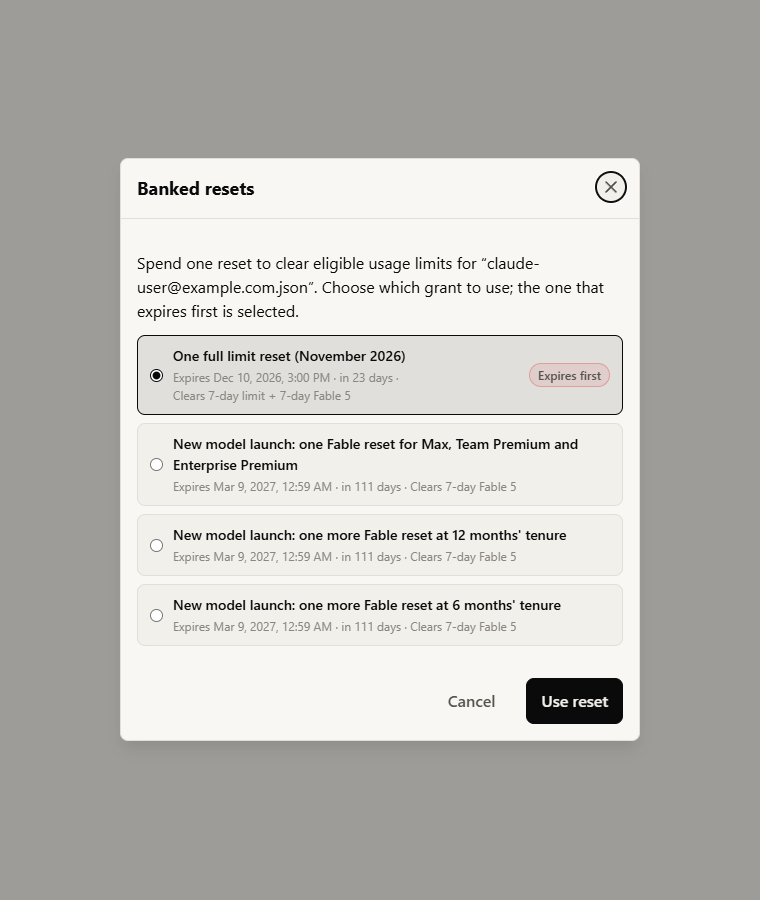 Banked resets
Spend one reset to clear eligible usage limits for “claude-
user@example.com.json”. Choose which grant to use; the one that
expires first is selected.
One full limit reset (November 2026)
Expires Dec 10, 2026, 3:00 PM · in 23 days ·
Clears 7-day limit + 7-day Fable 5
Expires first
New model launch: one Fable reset for Max, Team Premium and
Enterprise Premium
Expires Mar 9, 2027, 12:59 AM · in 111 days · Clears 7-day Fable 5
New model launch: one more Fable reset at 12 months' tenure
Expires Mar 9, 2027, 12:59 AM · in 111 days · Clears 7-day Fable 5
New model launch: one more Fable reset at 6 months' tenure
Expires Mar 9, 2027, 12:59 AM · in 111 days · Clears 7-day Fable 5
Cancel
Use reset